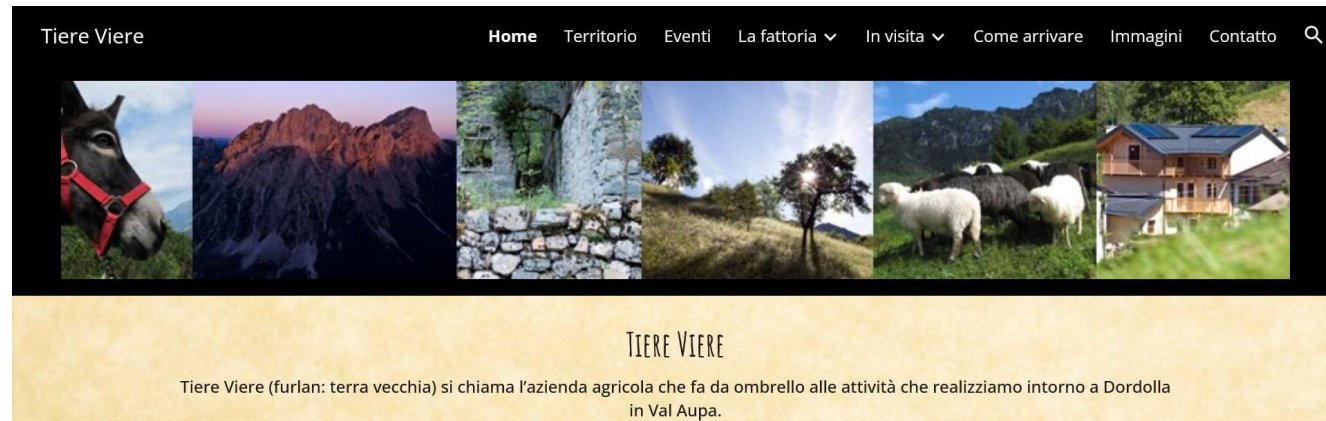 Tiere Viere
Home Territorio Eventi La fattoria In visita Come arrivare Immagini Contatto
TIERE VIERE
Tiere Viere (furlan: terra vecchia) si chiama l’azienda agricola che fa da ombrello alle attività che realizziamo intorno a Dordolla
in Val Aupa.